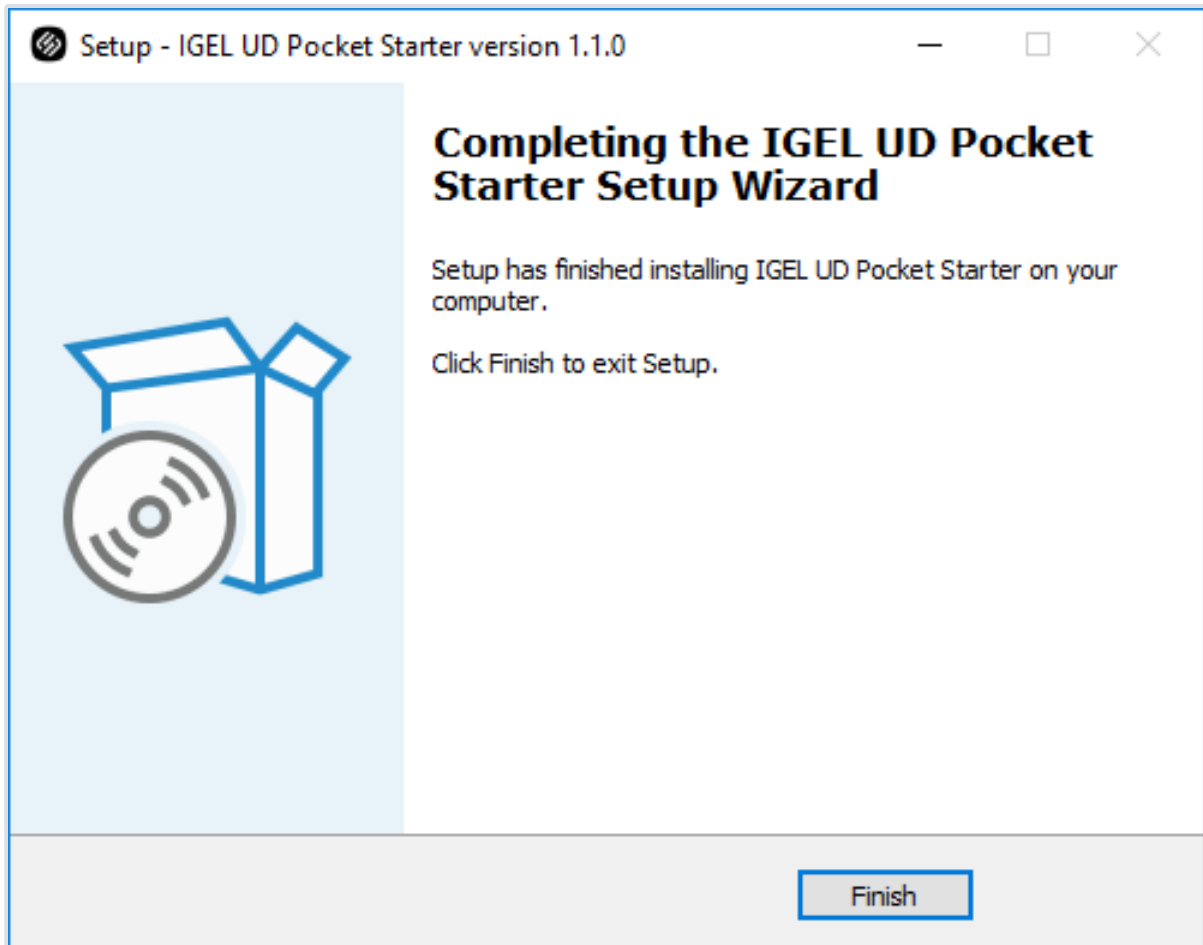 Setup - IGEL UD Pocket Starter version 1.1.0
Completing the IGEL UD Pocket
Starter Setup Wizard
Setup has finished installing IGEL UD Pocket Starter on your
computer.
Click Finish to exit Setup.
Finish